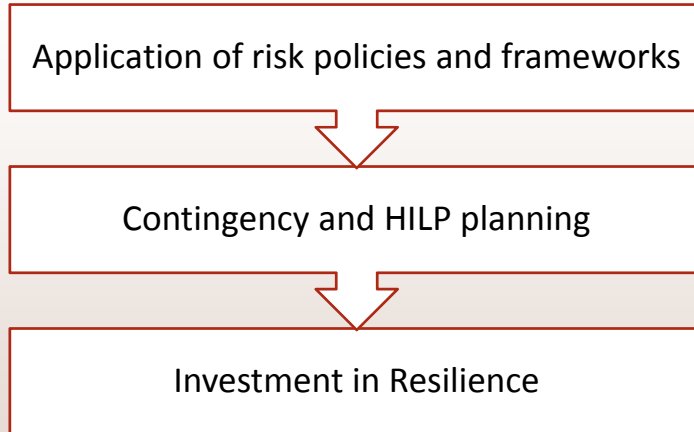 Application of risk policies and frameworks
Contingency and HILP planning
Investment in Resilience